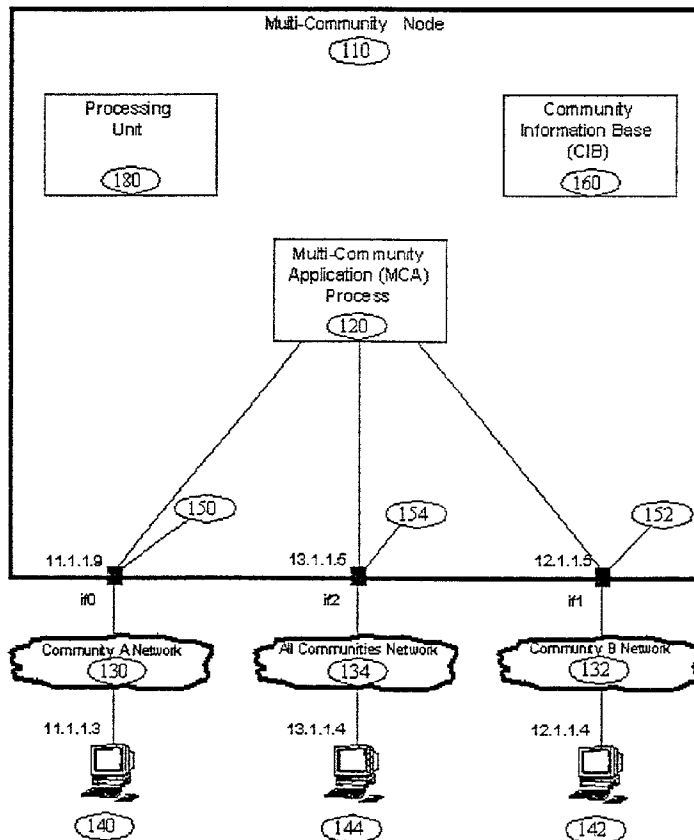 Multi-Community Node
110
Processing
Unit
180
Community
Information Base
(CIB)
160
Multi-Community
Application (MCA)
Process
120
150
154
152
11.1.1.9
13.1.1.5
12.1.1.5
if0
if2
if1
Community A Network
130
All Communities Network
134
Community B Network
132
11.1.1.3
13.1.1.4
12.1.1.4
140
144
142